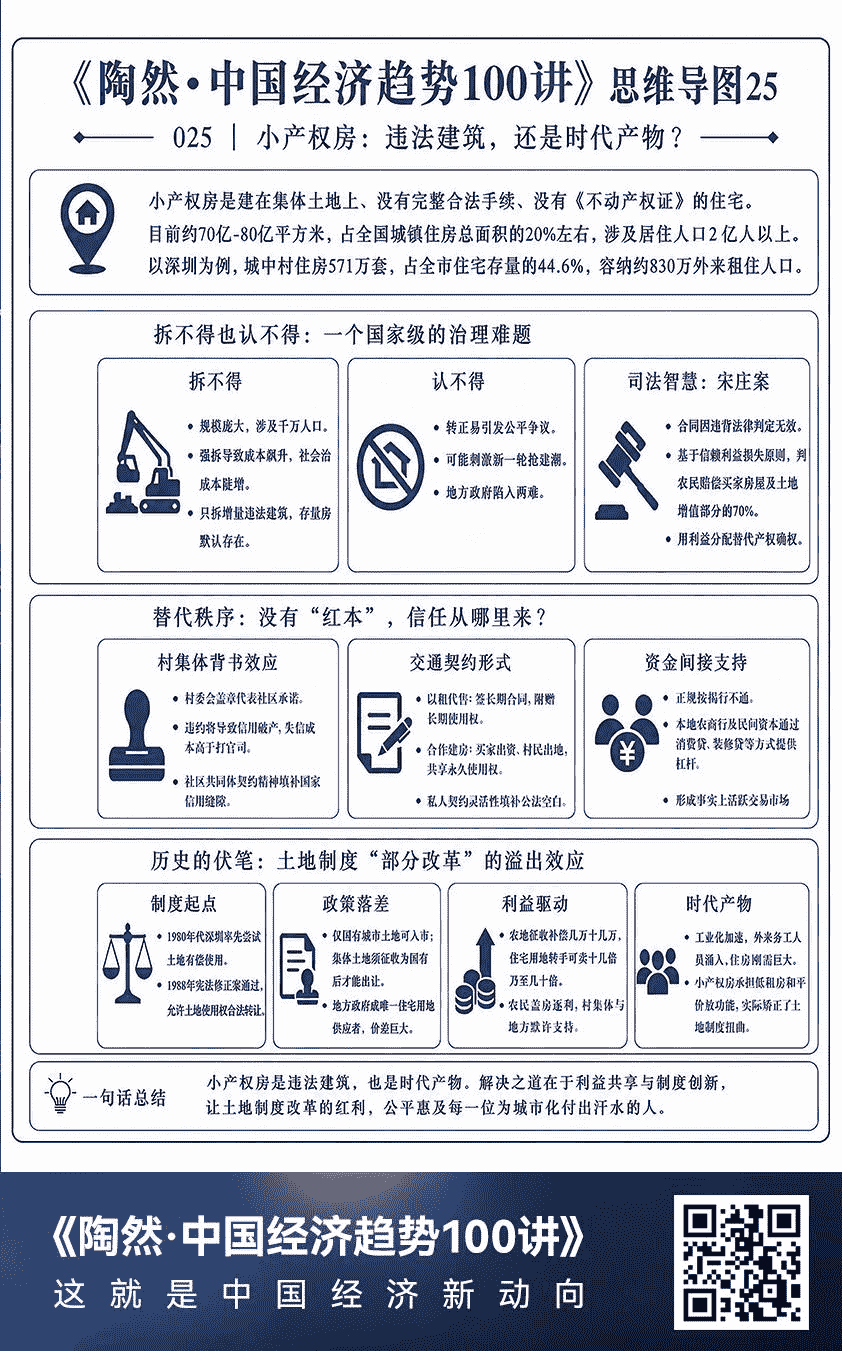 《陶然·中国经济趋势100讲》思维导图25
025 | 小产权房：违法建筑，还是时代产物？
小产权房是建在集体土地上、没有完整合法手续、没有《不动产权证》的住宅。
目前约70亿-80亿平方米，占全国城镇住房总面积的20%左右，涉及居住人口2亿人以上。
以深圳为例，城中村住房571万套，占全市住宅存量的44.6%，容纳约830万外来租住人口。
拆不得也认不得：一个国家级的治理难题
拆不得
• 规模庞大，涉及千万人口。
• 强拆导致成本飙升，社会治
成本陡增。
• 只拆增量违法建筑，存量房
默认存在。
认不得
• 转正易引发公平争议。
• 可能刺激新一轮抢建潮。
• 地方政府陷入两难。
司法智慧：宋庄案
• 合同因违背法律判定无效。
• 基于信赖利益损失原则，判
农民赔偿买家房屋及土地
增值部分的70%。
• 用利益分配替代产权确权。
替代秩序：没有“红本”，信任从哪里来？
村集体背书效应
• 村委会盖章代表社区承诺。
• 违约将导致信用破产，失信成
本高于打官司。
• 社区共同体契约精神填补国家
信用缝隙。
交通契约形式
• 以租代售：签长期合同，附赠
长期使用权。
• 合作建房：买家出资、村民出地，
共享永久使用权。
• 私人契约灵活性填补公法空白。
资金间接支持
• 正规按揭行不通。
• 本地农商行及民间资本通过
消费贷、装修贷等方式提供
杠杆。
• 形成事实上活跃交易市场
历史的伏笔：土地制度“部分改革”的溢出效应
制度起点
• 1980年代深圳率先尝试
土地有偿使用。
• 1988年宪法修正案通过，
允许土地使用权合法转让。
政策落差
• 仅国有城市土地可入市；
集体土地须征收为国有
后才能出让。
• 地方政府成唯一住宅用地
供应者，价差巨大。
利益驱动
• 农地征收补偿几万十几万，
住宅用地转手可卖十几倍
乃至几十倍。
• 农民盖房逐利，村集体与
地方默许支持。
时代产物
• 工业化加速，外来务工人
员涌入，住房刚需巨大。
• 小产权房承担低租房和平
价放功能，实际矫正了土
地制度扭曲。
一句话总结
小产权房是违法建筑，也是时代产物。解决之道在于利益共享与制度创新，
让土地制度改革的红利，公平惠及每一位为城市化付出汗水的人。
《陶然·中国经济趋势100讲》
这就是中国经济新动向